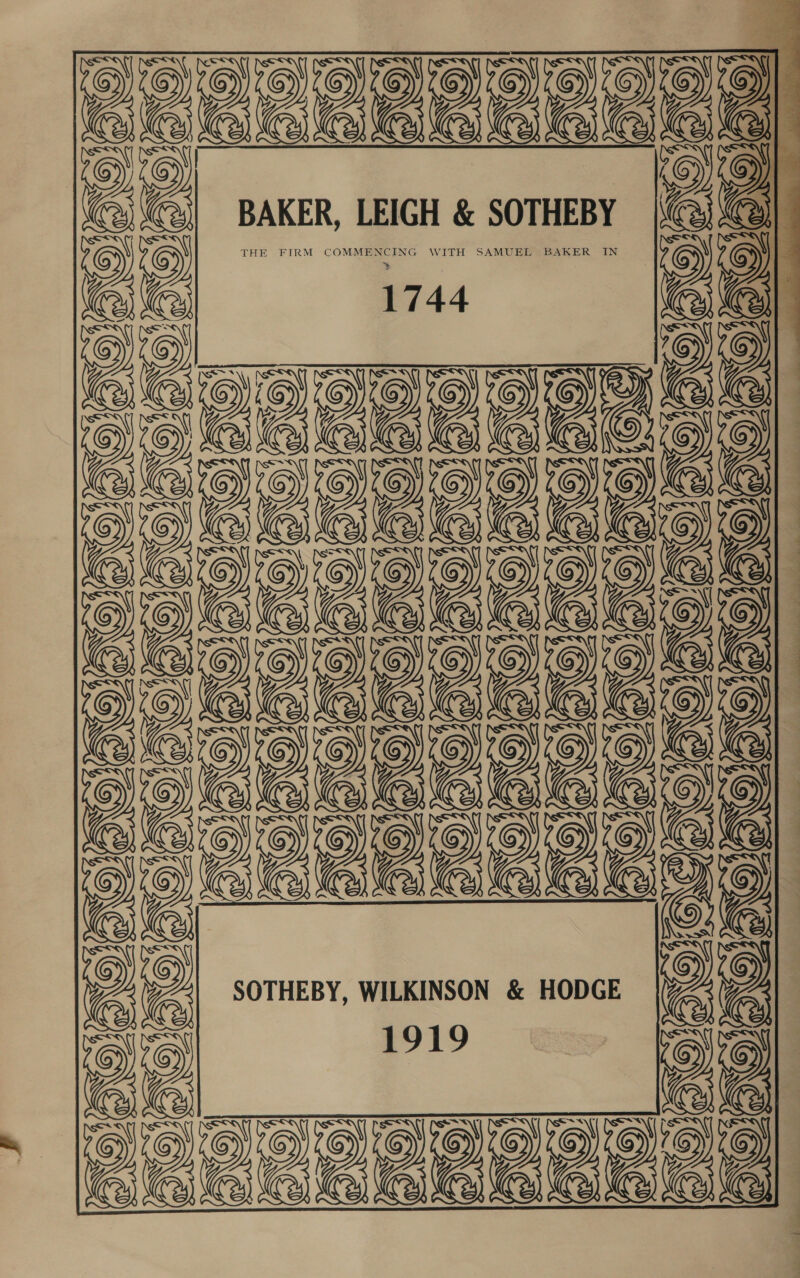 BAKER, LEIGH & SOTHEBY
THE FIRM COMMENCING WITH SAMUEL BAKER IN
1744
SOTHEBY, WILKINSON & HODGE
1919